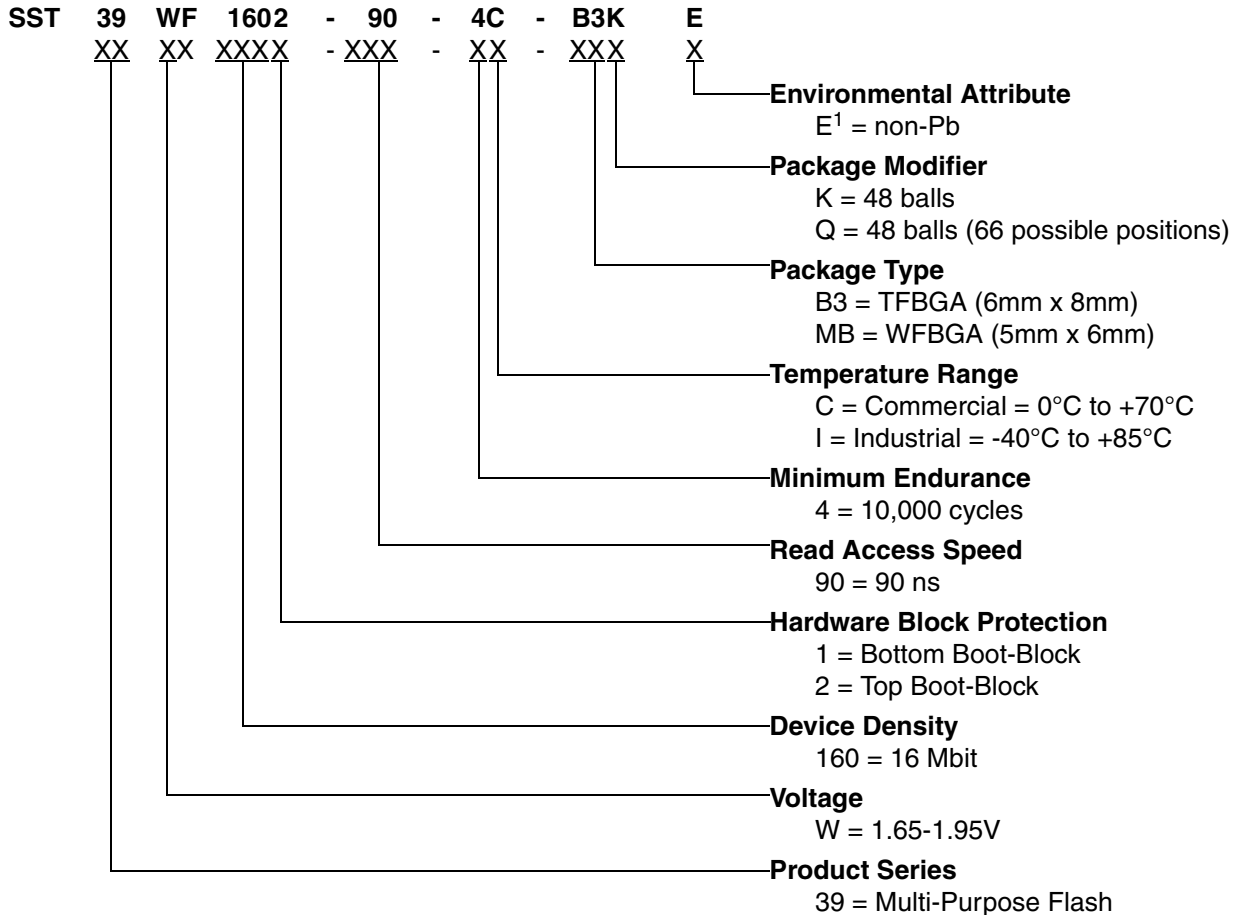 SST 39 WF 1602 - 90 - 4C - B3K E
XX XX XXXX - XXX - XX - XXX X
Environmental Attribute
E1 = non-Pb
Package Modifier
K = 48 balls
Q = 48 balls (66 possible positions)
Package Type
B3 = TFBGA (6mm x 8mm)
MB = WFBGA (5mm x 6mm)
Temperature Range
C = Commercial = 0°C to +70°C
I = Industrial = -40°C to +85°C
Minimum Endurance
4 = 10,000 cycles
Read Access Speed
90 = 90 ns
Hardware Block Protection
1 = Bottom Boot-Block
2 = Top Boot-Block
Device Density
160 = 16 Mbit
Voltage
W = 1.65-1.95V
Product Series
39 = Multi-Purpose Flash